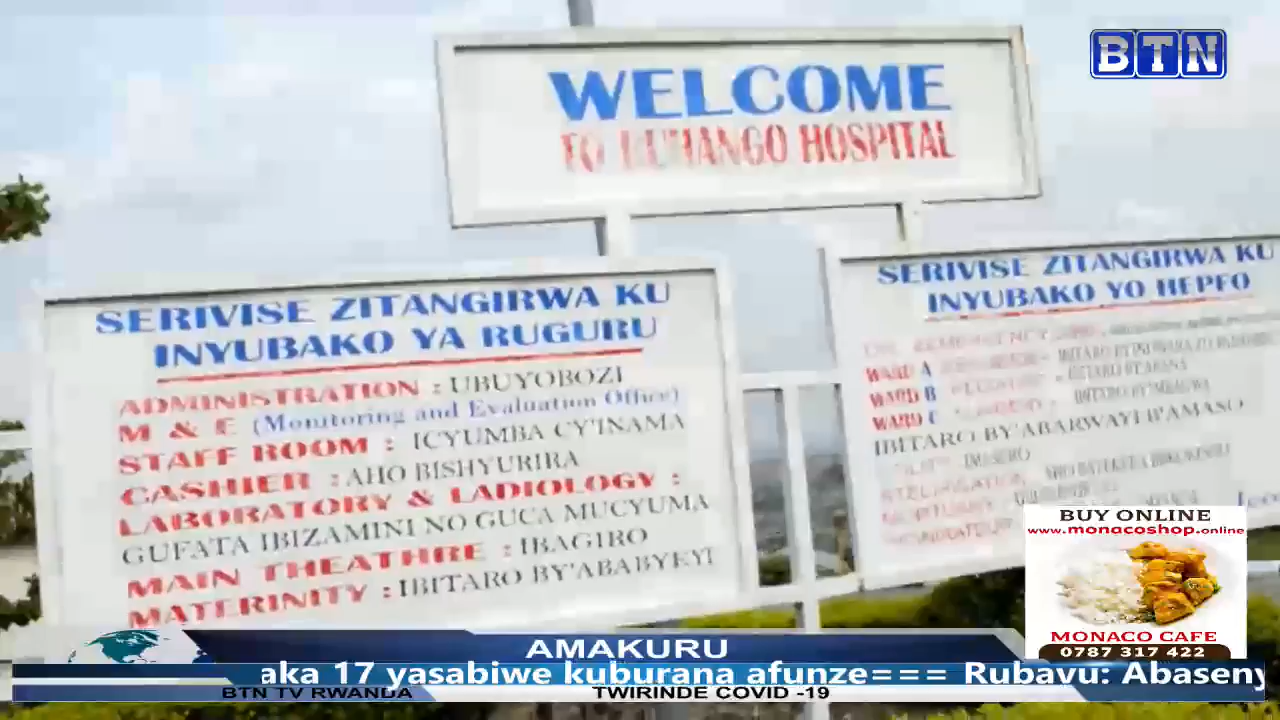 BTN
WELCOME
TO RUHANGO HOSPITAL
SERIVISE ZITANGIRWA KU
INYUBAKO YA RUGURU
ADMINISTRATION : UBUYOBOZI
M & E (Monitoring and Evaluation Office)
STAFF ROOM : ICYUMBA CY'INAMA
CASHIER : AHO BISHYURIRA
LABORATORY & LADIOLOGY :
GUFATA IBIZAMINI NO GUCA MUCYUMA
MAIN THEATHRE : IBAGIRO
MATERINITY : IBITARO BY'ABABYEYI
SERIVISE ZITANGIRWA KU
INYUBAKO YO HEPFO
WARD A
WARD B
WARD C
IBITARO BY'ABARWAYI B'AMASO
BUY ONLINE
www.monacoshop.online
MONACO CAFE
0787 317 422
AMAKURU
aka 17 yasabiwe kuburana afunze=== Rubavu: Abaseny
BTN TV RWANDA
TWIRINDE COVID -19